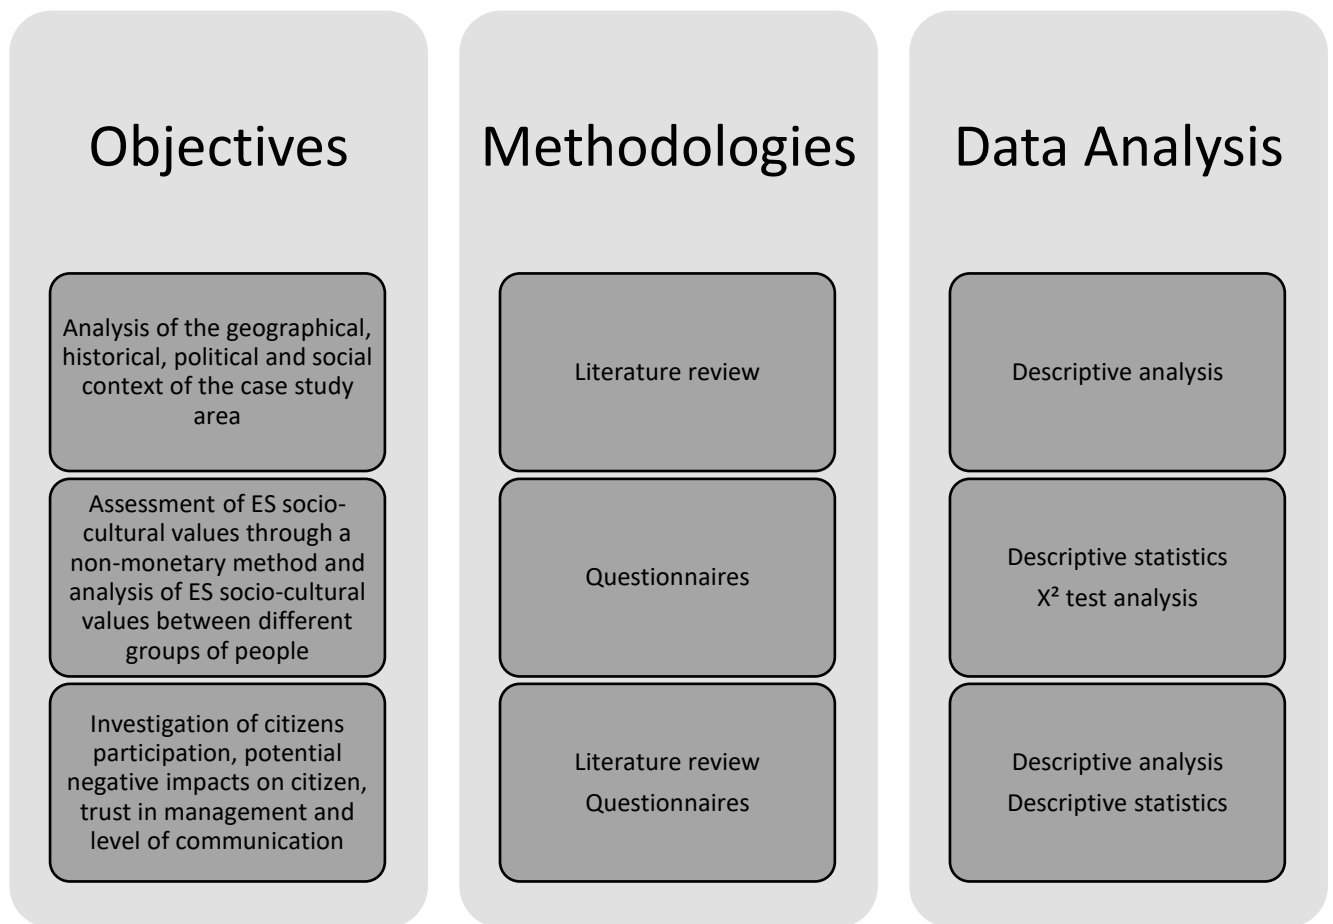 Objectives
Analysis of the geographical,
historical, political and social
context of the case study
area
Assessment of ES socio-
cultural values through a
non-monetary method and
analysis of ES socio-cultural
values between different
groups of people
Investigation of citizens
participation, potential
negative impacts on citizen,
trust in management and
level of communication
Methodologies
Literature review
Questionnaires
Literature review
Questionnaires
Data Analysis
Descriptive analysis
Descriptive statistics
X² test analysis
Descriptive analysis
Descriptive statistics